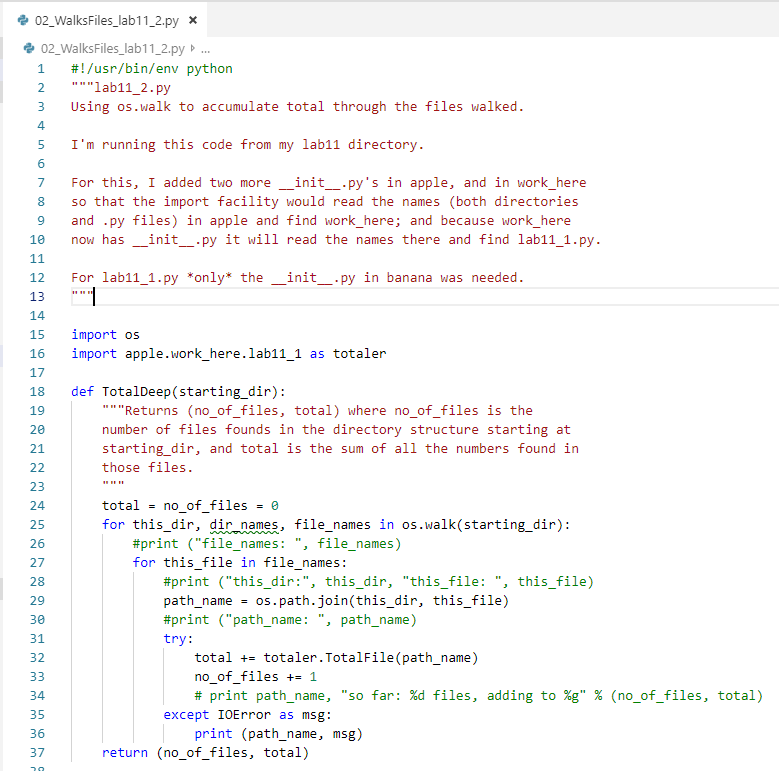 02_WalksFiles_lab11_2.py ×
02_WalksFiles_lab11_2.py ▸ ...
1 #!/usr/bin/env python
2 """lab11_2.py
3 Using os.walk to accumulate total through the files walked.
4
5 I'm running this code from my lab11 directory.
6
7 For this, I added two more __init__.py's in apple, and in work_here
8 so that the import facility would read the names (both directories
9 and .py files) in apple and find work_here; and because work_here
10 now has __init__.py it will read the names there and find lab11_1.py.
11
12 For lab11_1.py *only* the __init__.py in banana was needed.
13 """
14
15 import os
16 import apple.work_here.lab11_1 as totaler
17
18 def TotalDeep(starting_dir):
19     """Returns (no_of_files, total) where no_of_files is the
20     number of files founds in the directory structure starting at
21     starting_dir, and total is the sum of all the numbers found in
22     those files.
23     """
24     total = no_of_files = 0
25     for this_dir, dir_names, file_names in os.walk(starting_dir):
26         #print ("file_names: ", file_names)
27         for this_file in file_names:
28             #print ("this_dir:", this_dir, "this_file: ", this_file)
29             path_name = os.path.join(this_dir, this_file)
30             #print ("path_name: ", path_name)
31             try:
32                 total += totaler.TotalFile(path_name)
33                 no_of_files += 1
34                 # print path_name, "so far: %d files, adding to %g" % (no_of_files, total)
35             except IOError as msg:
36                 print (path_name, msg)
37     return (no_of_files, total)
38